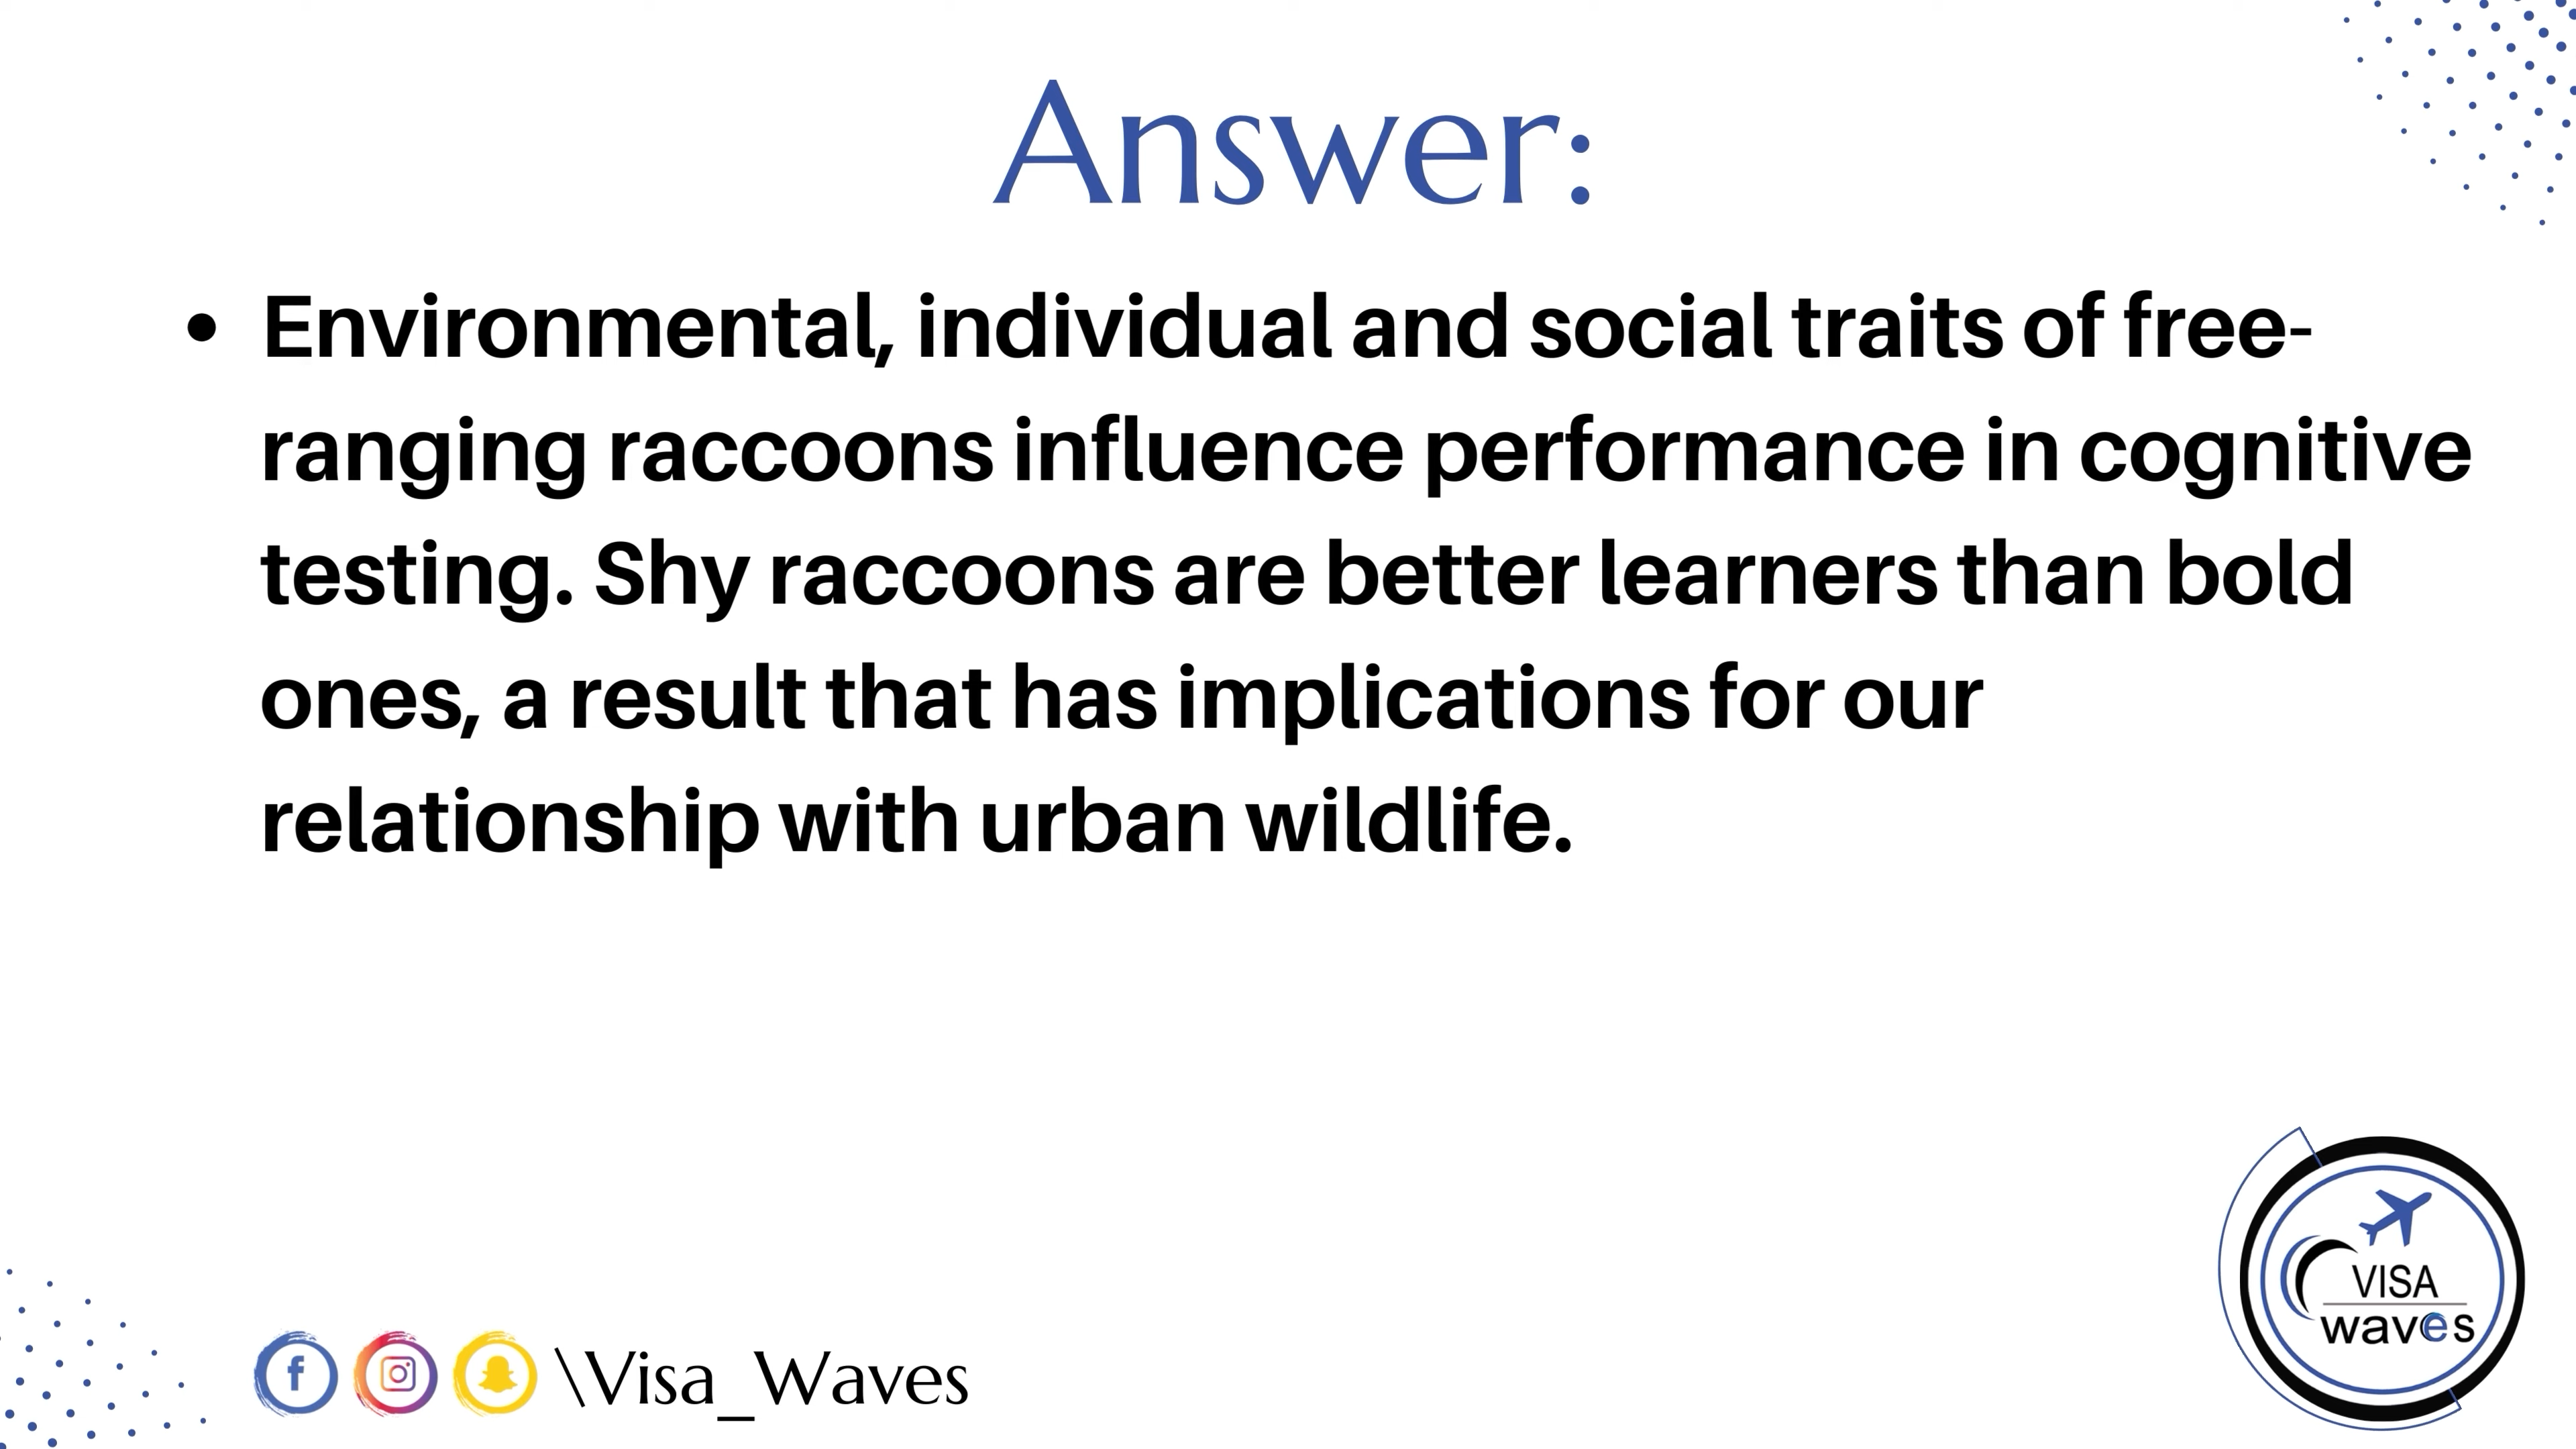 Answer:
• Environmental, individual and social traits of free-
ranging raccoons influence performance in cognitive
testing. Shy raccoons are better learners than bold
ones, a result that has implications for our
relationship with urban wildlife.
VISA
waves
\Visa_Waves